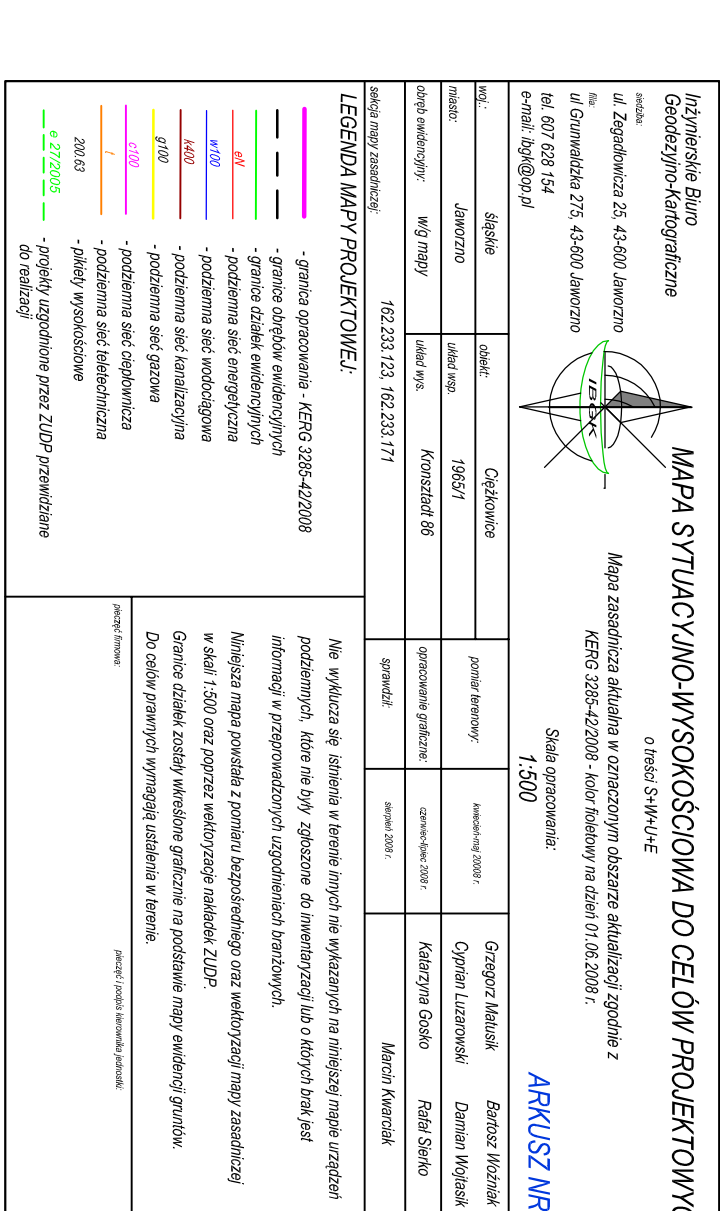 Inżynierskie Biuro
Geodezyjno-Kartograficzne
siedziba:
ul. Zegadłowicza 25, 43-600 Jaworzno
filia:
ul Grunwaldzka 275, 43-600 Jaworzno
tel. 607 628 154
e-mail: ibgk@op.pl
IBGK
MAPA SYTUACYJNO-WYSOKOŚCIOWA DO CELÓW PROJEKTOWYC
o treści S+W+U+E
Mapa zasadnicza aktualna w oznaczonym obszarze aktualizacji zgodnie z
KERG 3285-42/2008 - kolor fioletowy na dzień 01.06.2008 r.
Skala opracowania:
1:500
ARKUSZ NR
woj.: śląskie obiekt: Ciężkowice pomiar terenowy: kwiecień-maj 20008 r. Grzegorz Matusik Bartosz Woźniak
miasto: Jaworzno układ wsp. 1965/1 Cyprian Luzarowski Damian Wojtasik
obręb ewidencyjny: w/g mapy układ wys. Kronsztadt 86 opracowanie graficzne: czerwiec-lipiec 2008 r. Katarzyna Gosko Rafał Sierko
sekcja mapy zasadniczej: 162.233.123, 162.233.171 sprawdził: sierpień 2008 r. Marcin Kwarciak
LEGENDA MAPY PROJEKTOWEJ:
- granica opracowania - KERG 3285-42/2008
- granice obrębów ewidencyjnych
- granice działek ewidencyjnych
eN - podziemna sieć energetyczna
w100 - podziemna sieć wodociągowa
k400 - podziemna sieć kanalizacyjna
g100 - podziemna sieć gazowa
c100 - podziemna sieć ciepłownicza
t - podziemna sieć teletechniczna
200.63 - pikiety wysokościowe
e 27/2005 - projekty uzgodnione przez ZUDP przewidziane
do realizacji
Nie wyklucza się istnienia w terenie innych nie wykazanych na niniejszej mapie urządzeń
podziemnych, które nie były zgłoszone do inwentaryzacji lub o których brak jest
informacji w przeprowadzonych uzgodnieniach branżowych.
Niniejsza mapa powstała z pomiaru bezpośredniego oraz wektoryzacji mapy zasadniczej
w skali 1:500 oraz poprzez wektoryzacje nakładek ZUDP.
Granice działek zostały wkreślone graficznie na podstawie mapy ewidencji gruntów.
Do celów prawnych wymagają ustalenia w terenie.
pieczęć firmowa:
pieczęć i podpis kierownika jednostki: